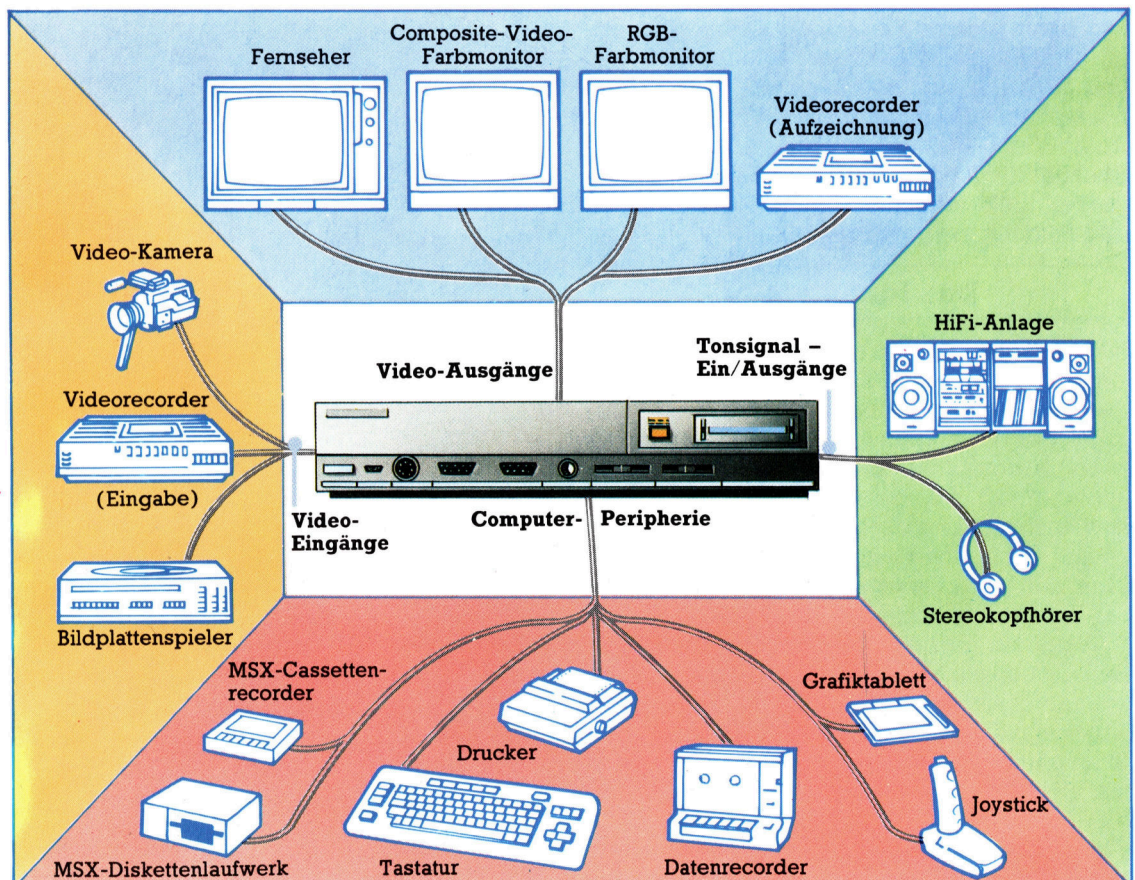 Fernseher
Composite-Video-
Farbmonitor
RGB-
Farbmonitor
Videorecorder
(Aufzeichnung)
Video-Kamera
Videorecorder
(Eingabe)
Bildplattenspieler
Video-Ausgänge
Tonsignal –
Ein/Ausgänge
HiFi-Anlage
Stereokopfhörer
Video-
Eingänge
Computer- Peripherie
MSX-Cassetten-
recorder
MSX-Diskettenlaufwerk
Drucker
Tastatur
Datenrecorder
Grafiktablett
Joystick